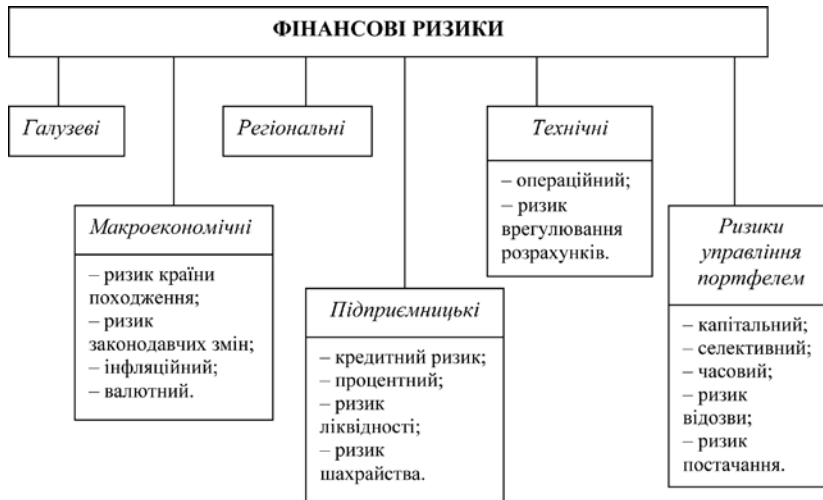 ФІНАНСОВІ РИЗИКИ
Галузеві
Регіональні
Технічні
– операційний;
– ризик
врегулювання
розрахунків.
Макроекономічні
– ризик країни
походження;
– ризик
законодавчих змін;
– інфляційний;
– валютний.
Ризики
управління
портфелем
– капітальний;
– селективний;
– часовий;
– ризик
відозви;
– ризик
постачання.
Підприємницькі
– кредитний ризик;
– процентний;
– ризик
ліквідності;
– ризик
шахрайства.